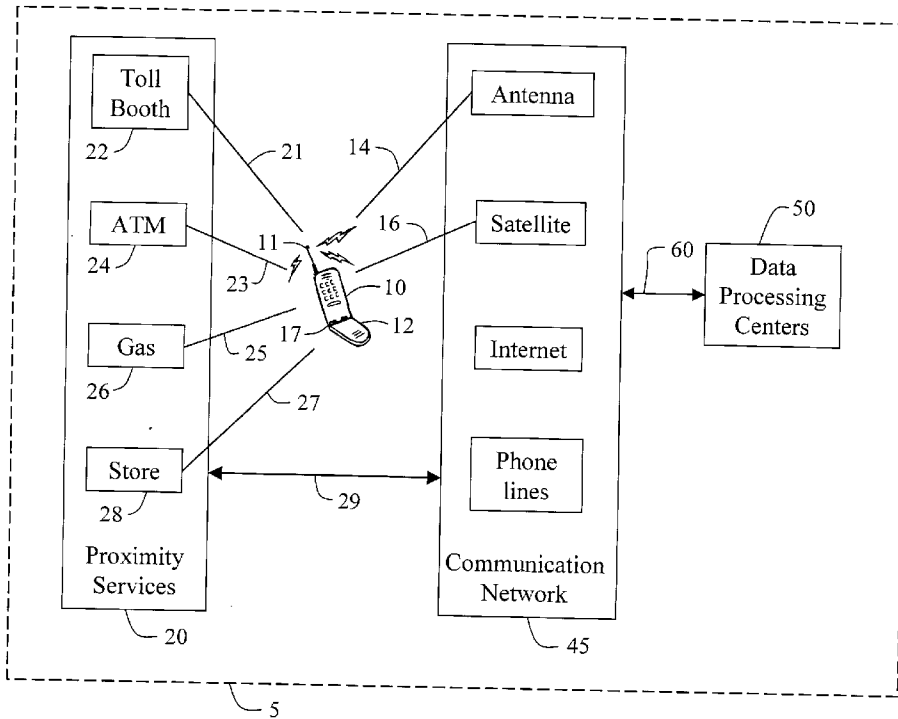 Toll
Booth
22
ATM
24
Gas
26
Store
28
Proximity
Services
20
21
11
23
10
17
12
25
27
29
14
16
Antenna
Satellite
Internet
Phone
lines
Communication
Network
45
60
50
Data
Processing
Centers
5